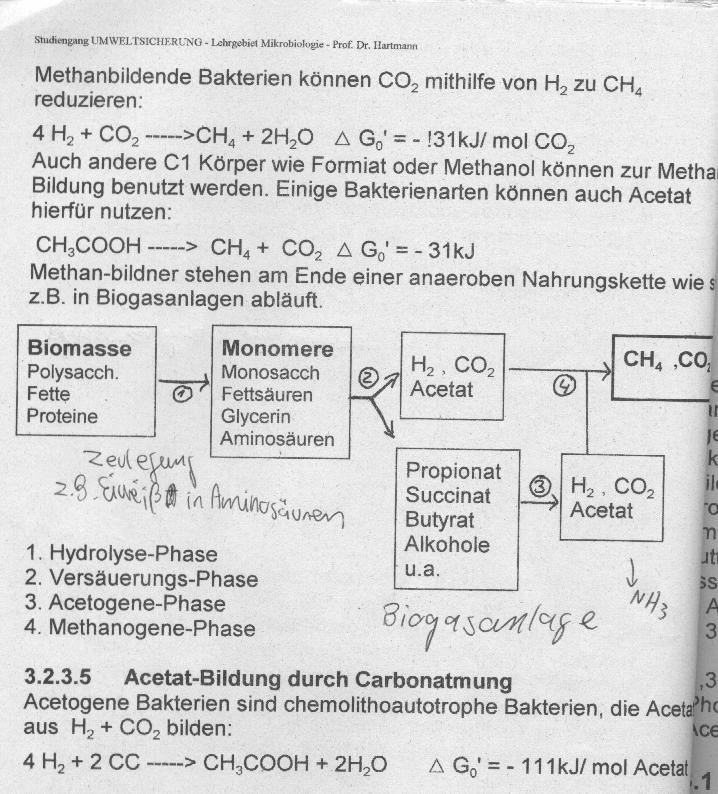 Studiengang UMWELTSICHERUNG - Lehrgebiet Mikrobiologie - Prof. Dr. Hartmann
Methanbildende Bakterien können CO₂ mithilfe von H₂ zu CH₄
reduzieren:
4 H₂ + CO₂ ----->CH₄ + 2H₂O △ G₀' = - !31kJ/ mol CO₂
Auch andere C1 Körper wie Formiat oder Methanol können zur Metha
Bildung benutzt werden. Einige Bakterienarten können auch Acetat
hierfür nutzen:
CH₃COOH -----> CH₄ + CO₂ △ G₀' = - 31kJ
Methan-bildner stehen am Ende einer anaeroben Nahrungskette wie s
z.B. in Biogasanlagen abläuft.
Biomasse
Polysacch.
Fette
Proteine
①
Monomere
Monosacch
Fettsäuren
Glycerin
Aminosäuren
②
H₂ , CO₂
Acetat
④
CH₄ ,CO₂
Propionat
Succinat
Butyrat
Alkohole
u.a.
③
H₂ , CO₂
Acetat
Zerlegung
z.B. Eiweiß in Aminosäuren
NH₃
Biogasanlage
1. Hydrolyse-Phase
2. Versäuerungs-Phase
3. Acetogene-Phase
4. Methanogene-Phase
3.2.3.5 Acetat-Bildung durch Carbonatmung
Acetogene Bakterien sind chemolithoautotrophe Bakterien, die Aceta
aus H₂ + CO₂ bilden:
4 H₂ + 2 CC -----> CH₃COOH + 2H₂O △ G₀' = - 111kJ/ mol Acetat